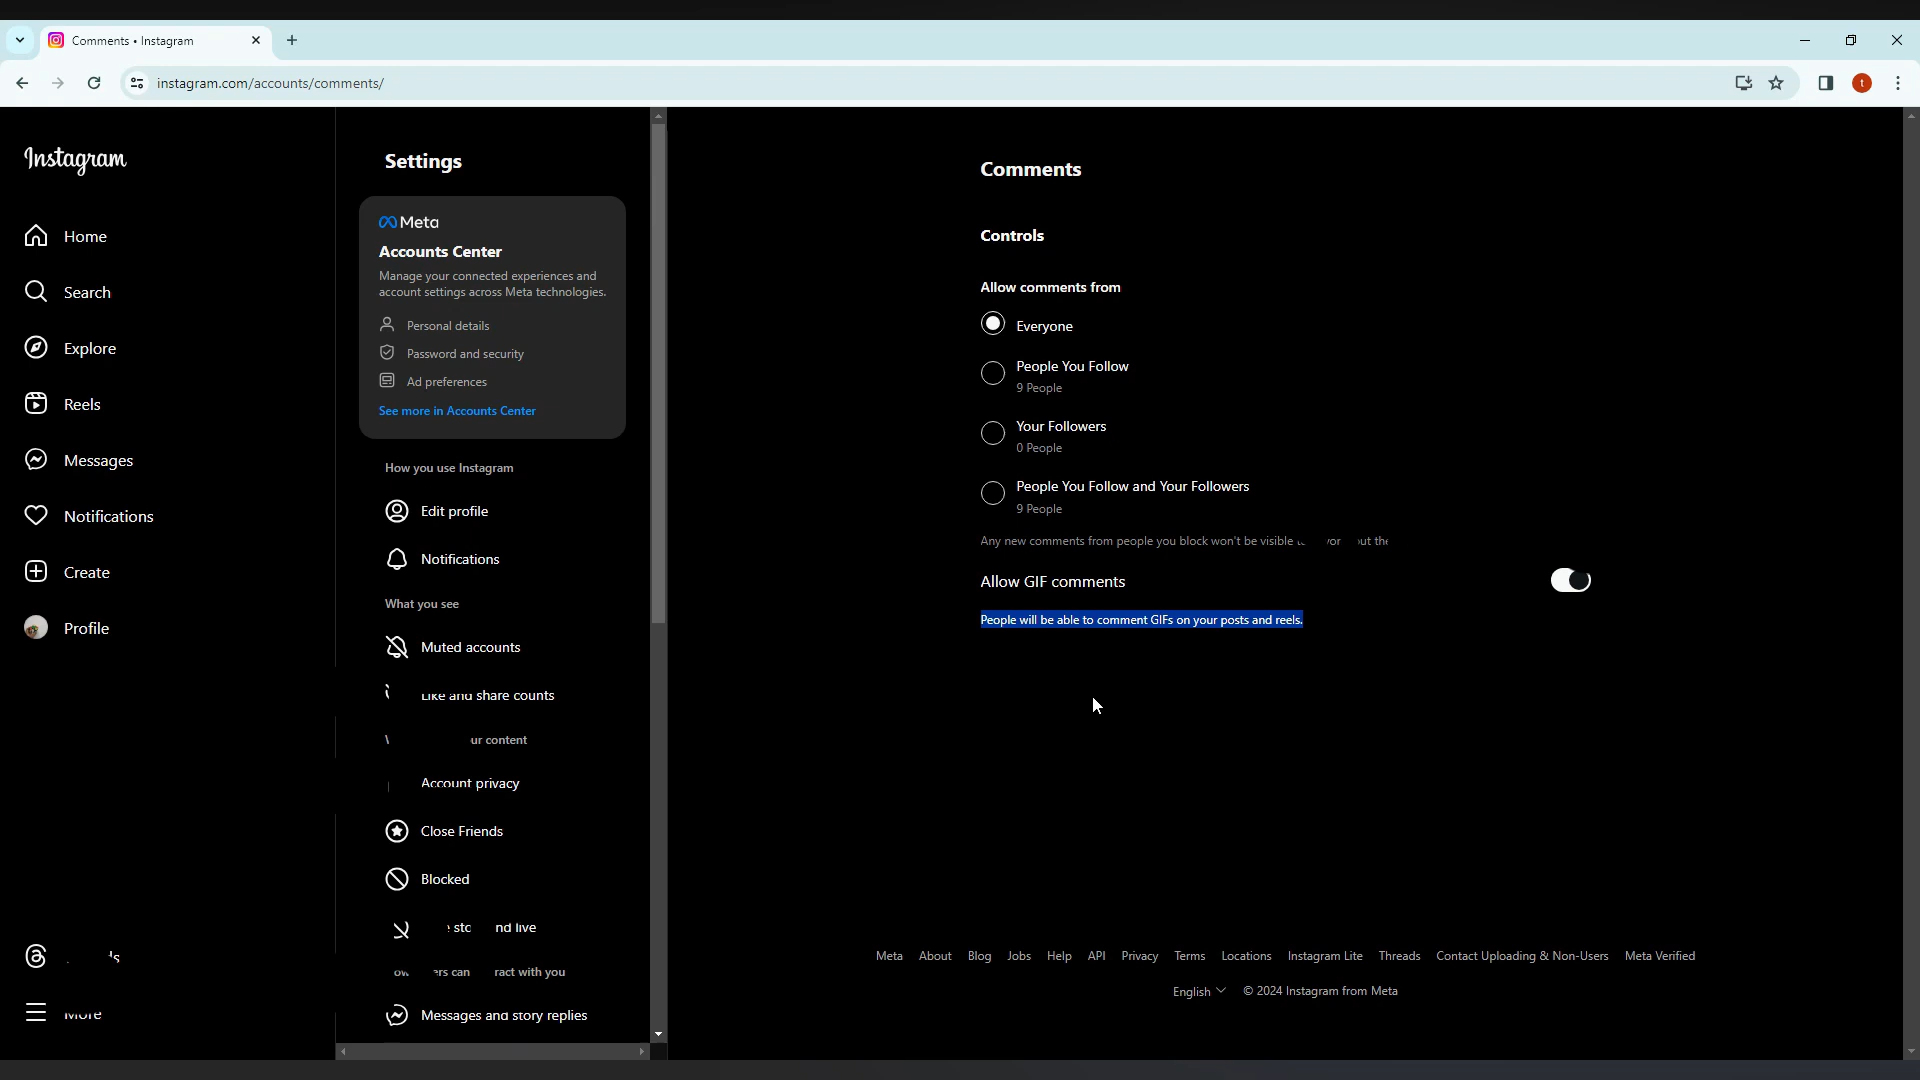 Comments • Instagram
instagram.com/accounts/comments/
t
Instagram
Home
Search
Explore
Reels
Messages
Notifications
Create
Profile
More
Settings
Meta
Accounts Center
Manage your connected experiences and
account settings across Meta technologies.
Personal details
Password and security
Ad preferences
See more in Accounts Center
How you use Instagram
Edit profile
Notifications
What you see
Muted accounts
Like and share counts
content
Account privacy
Close Friends
Blocked
live
can with you
Messages and story replies
Comments
Controls
Allow comments from
Everyone
People You Follow
9 People
Your Followers
0 People
People You Follow and Your Followers
9 People
Any new comments from people you block won't be visible
Allow GIF comments
People will be able to comment GIFs on your posts and reels.
Meta About Blog Jobs Help API Privacy Terms Locations Instagram Lite Threads Contact Uploading & Non-Users Meta Verified
English © 2024 Instagram from Meta